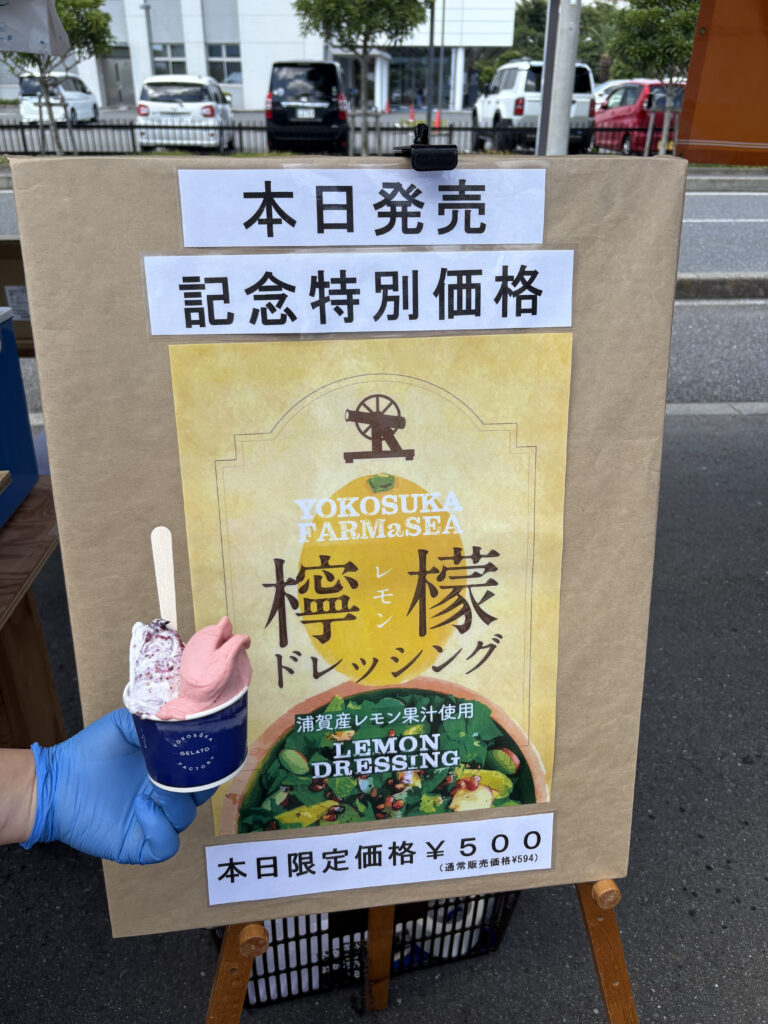 本日発売
記念特別価格
YOKOSUKA
FARMaSEA
檸檬
レモン
ドレッシング
浦賀産レモン果汁使用
LEMON
DRESSING
YOKOSUKA
GELATO
FACTORY
本日限定価格¥500
(通常販売価格¥594)